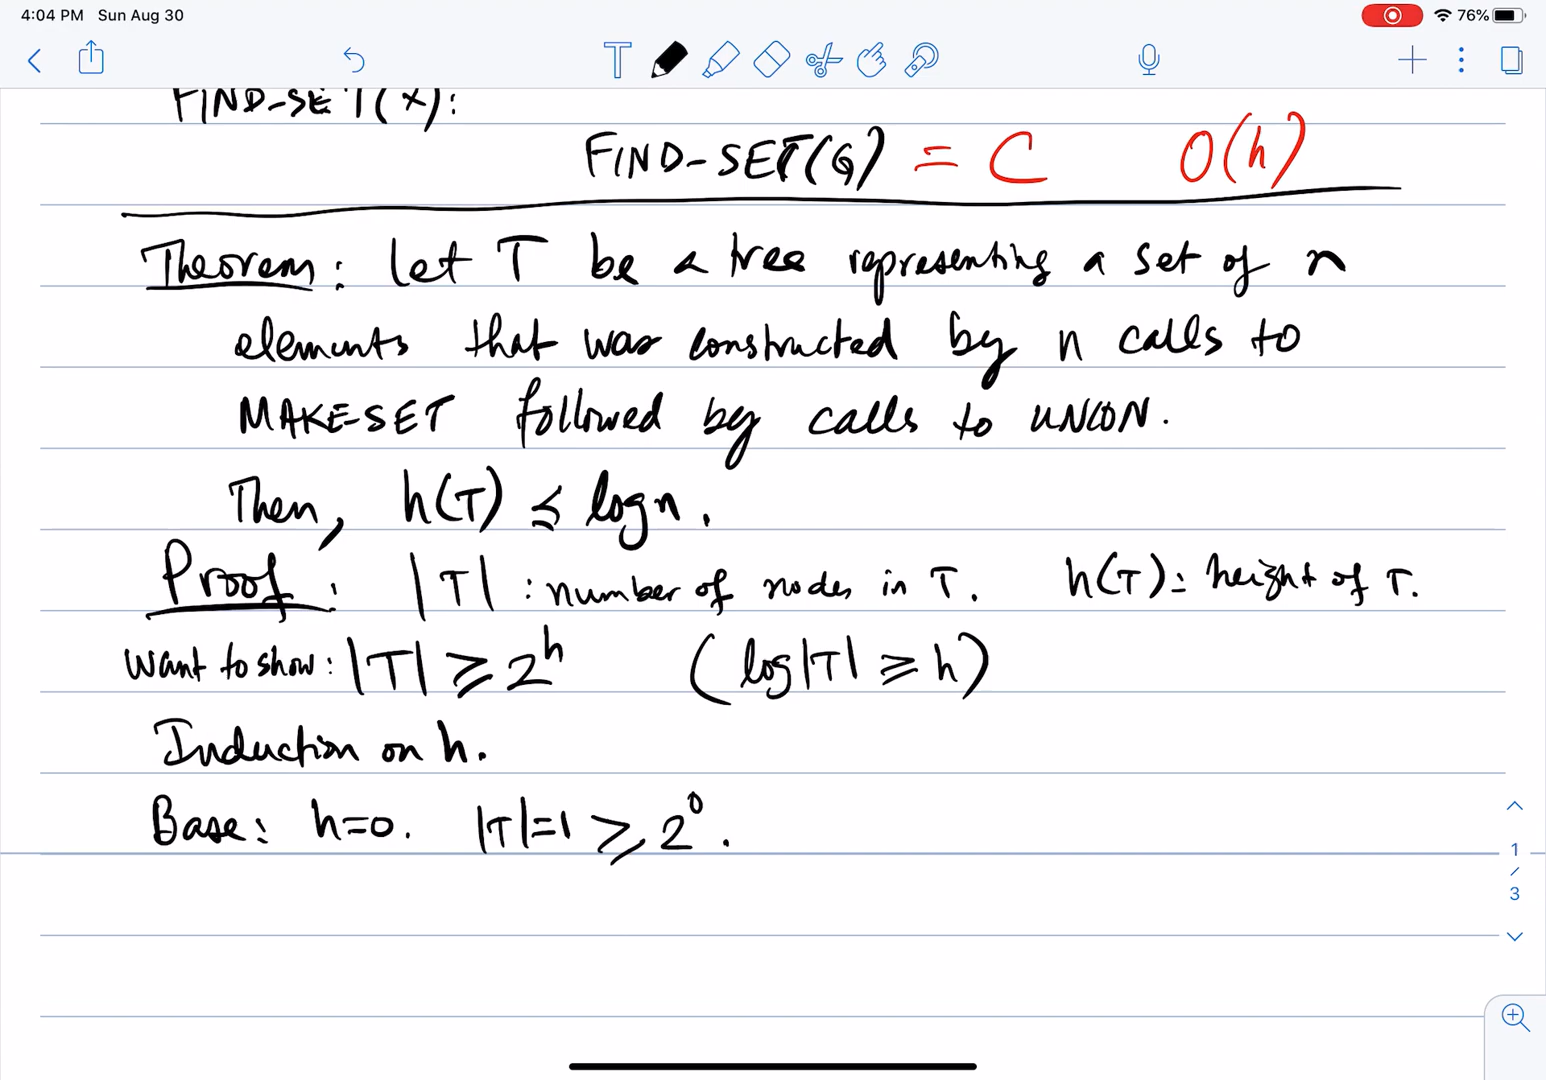 4:04 PM Sun Aug 30 76%
FIND-SET(x):
FIND-SET(G) = C O(h)
Theorem: Let T be a tree representing a set of n
elements that was constructed by n calls to
MAKE-SET followed by calls to UNION.
Then, h(T) ≤ log n.
Proof: |T| : number of nodes in T. h(T): height of T.
Want to show: |T| ≥ 2^h (log|T| ≥ h)
Induction on h.
Base: h=0. |T|=1 ≥ 2^0.
1
/
3